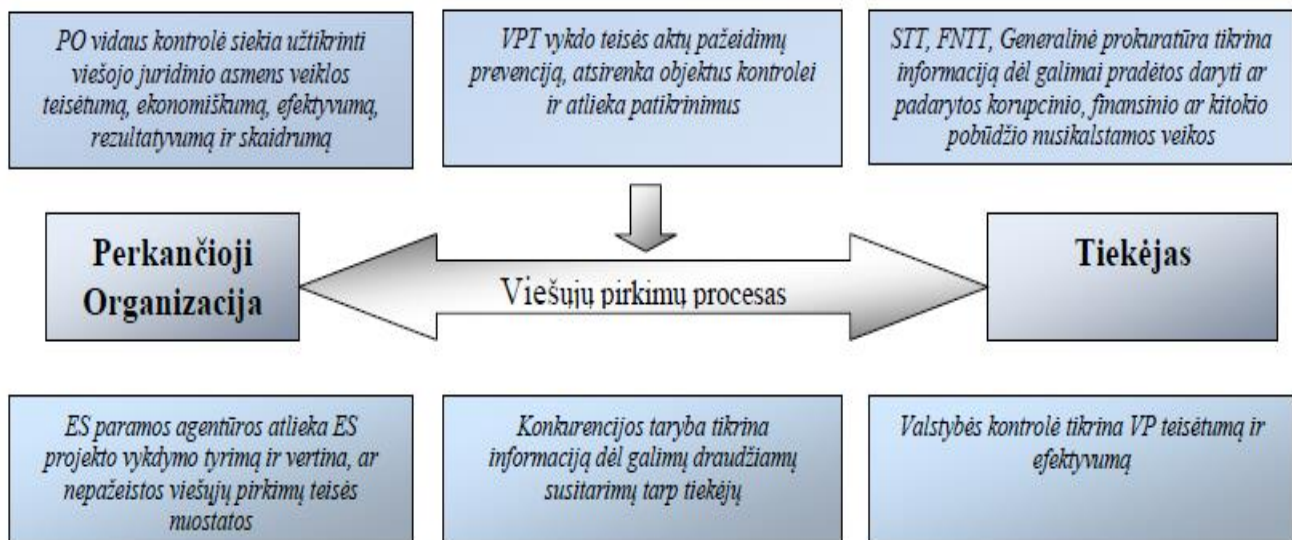 PO vidaus kontrolė siekia užtikrinti
viešojo juridinio asmens veiklos
teisėtumą, ekonomiškumą, efektyvumą,
rezultatyvumą ir skaidrumą
VPT vykdo teisės aktų pažeidimų
prevenciją, atsirenka objektus kontrolei
ir atlieka patikrinimus
STT, FNTT, Generalinė prokuratūra tikrina
informaciją dėl galimai pradėtos daryti ar
padarytos korupcinio, finansinio ar kitokio
pobūdžio nusikalstamos veikos
Perkančioji
Organizacija
Viešųjų pirkimų procesas
Tiekėjas
ES paramos agentūros atlieka ES
projekto vykdymo tyrimą ir vertina, ar
nepažeistos viešųjų pirkimų teisės
nuostatos
Konkurencijos taryba tikrina
informaciją dėl galimų draudžiamų
susitarimų tarp tiekėjų
Valstybės kontrolė tikrina VP teisėtumą ir
efektyvumą